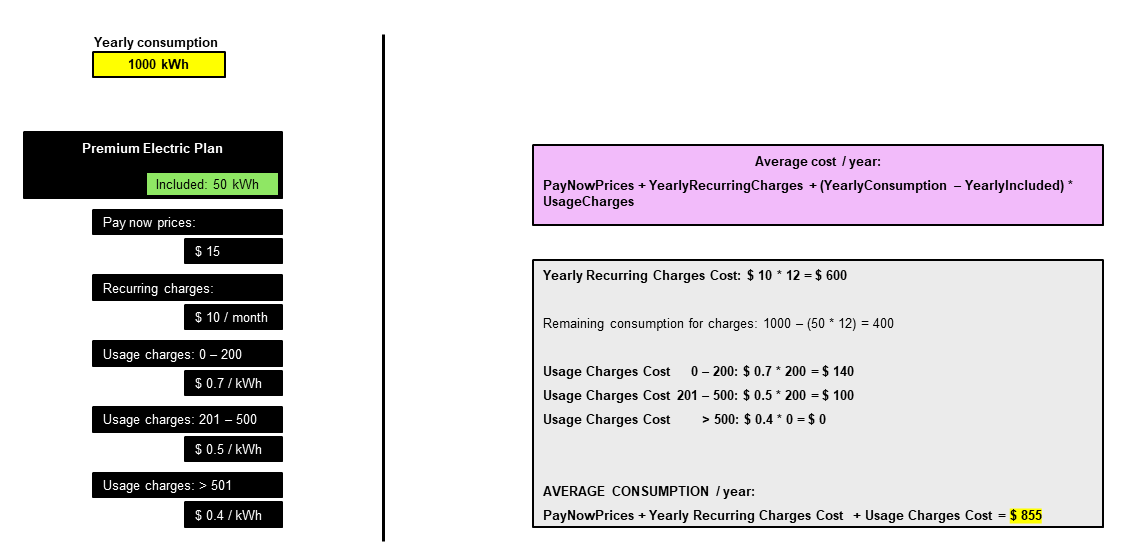 Yearly consumption
1000 kWh
Premium Electric Plan
Included: 50 kWh
Pay now prices:
$ 15
Recurring charges:
$ 10 / month
Usage charges: 0 – 200
$ 0.7 / kWh
Usage charges: 201 – 500
$ 0.5 / kWh
Usage charges: > 501
$ 0.4 / kWh
Average cost / year:
PayNowPrices + YearlyRecurringCharges + (YearlyConsumption – YearlyIncluded) *
UsageCharges
Yearly Recurring Charges Cost: $ 10 * 12 = $ 600
Remaining consumption for charges: 1000 – (50 * 12) = 400
Usage Charges Cost 0 – 200: $ 0.7 * 200 = $ 140
Usage Charges Cost 201 – 500: $ 0.5 * 200 = $ 100
Usage Charges Cost > 500: $ 0.4 * 0 = $ 0
AVERAGE CONSUMPTION / year:
PayNowPrices + Yearly Recurring Charges Cost + Usage Charges Cost = $ 855